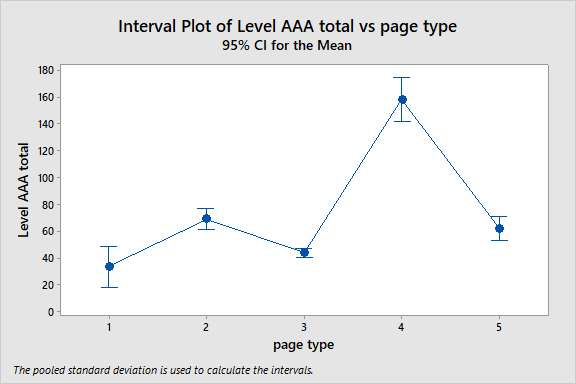 Interval Plot of Level AAA total vs page type
95% CI for the Mean
180
160
140
120
100
80
60
40
20
0
Level AAA total
1 2 3 4 5
page type
The pooled standard deviation is used to calculate the intervals.